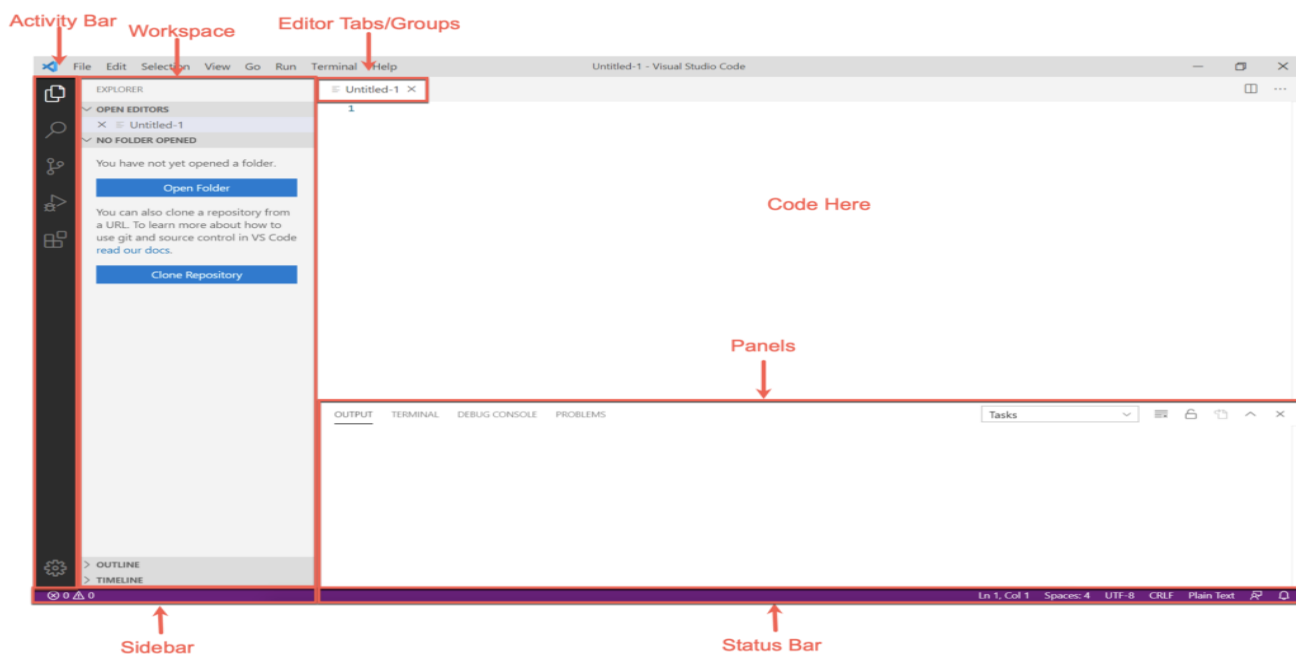 Activity Bar
Workspace
Editor Tabs/Groups
File Edit Selection View Go Run Terminal Help
Untitled-1 - Visual Studio Code
EXPLORER
OPEN EDITORS
Untitled-1
NO FOLDER OPENED
You have not yet opened a folder.
Open Folder
You can also clone a repository from
a URL. To learn more about how to
use git and source control in VS Code
read our docs.
Clone Repository
OUTLINE
TIMELINE
Untitled-1
1
Code Here
Panels
OUTPUT TERMINAL DEBUG CONSOLE PROBLEMS
Tasks
0 0
Ln 1, Col 1 Spaces: 4 UTF-8 CRLF Plain Text
Sidebar
Status Bar